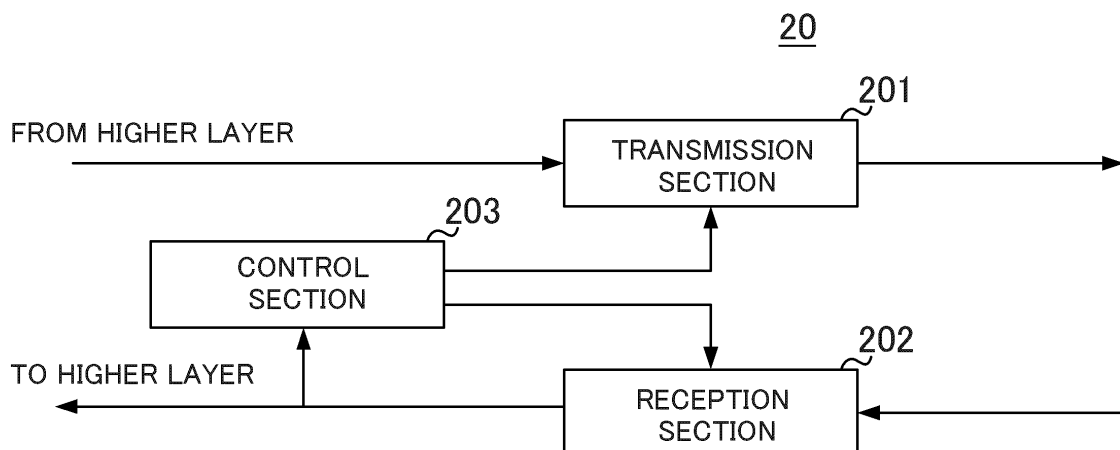 20
201
FROM HIGHER LAYER
TRANSMISSION
SECTION
203
CONTROL
SECTION
202
TO HIGHER LAYER
RECEPTION
SECTION